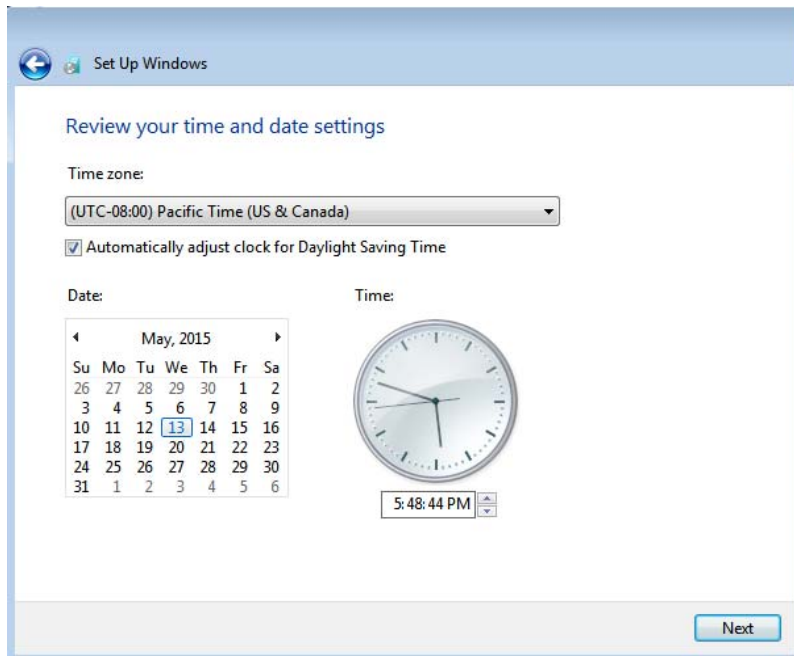 Set Up Windows
Review your time and date settings
Time zone:
(UTC-08:00) Pacific Time (US & Canada)
Automatically adjust clock for Daylight Saving Time
Date:
Time:
May, 2015
Su Mo Tu We Th Fr Sa
26 27 28 29 30 1 2
3 4 5 6 7 8 9
10 11 12 13 14 15 16
17 18 19 20 21 22 23
24 25 26 27 28 29 30
31 1 2 3 4 5 6
5:48:44 PM
Next